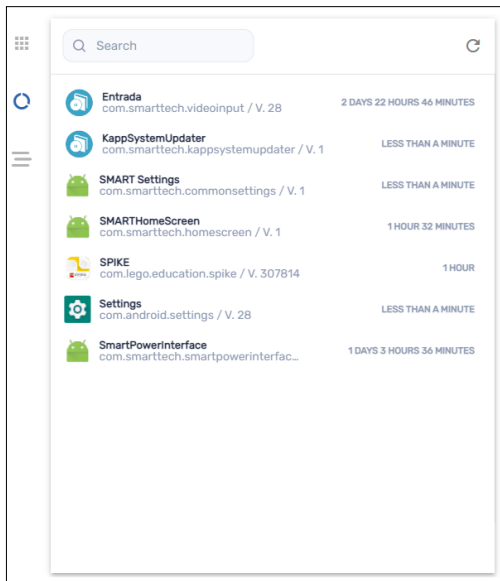 Search
Entrada
com.smarttech.videoinput / V. 28
2 DAYS 22 HOURS 46 MINUTES
KappSystemUpdater
com.smarttech.kappsystemupdater / V. 1
LESS THAN A MINUTE
SMART Settings
com.smarttech.commonsettings / V. 1
LESS THAN A MINUTE
SMARTHomeScreen
com.smarttech.homescreen / V. 1
1 HOUR 32 MINUTES
SPIKE
com.lego.education.spike / V. 307814
1 HOUR
Settings
com.android.settings / V. 28
LESS THAN A MINUTE
SmartPowerInterface
com.smarttech.smartpowerinterfac...
1 DAYS 3 HOURS 36 MINUTES